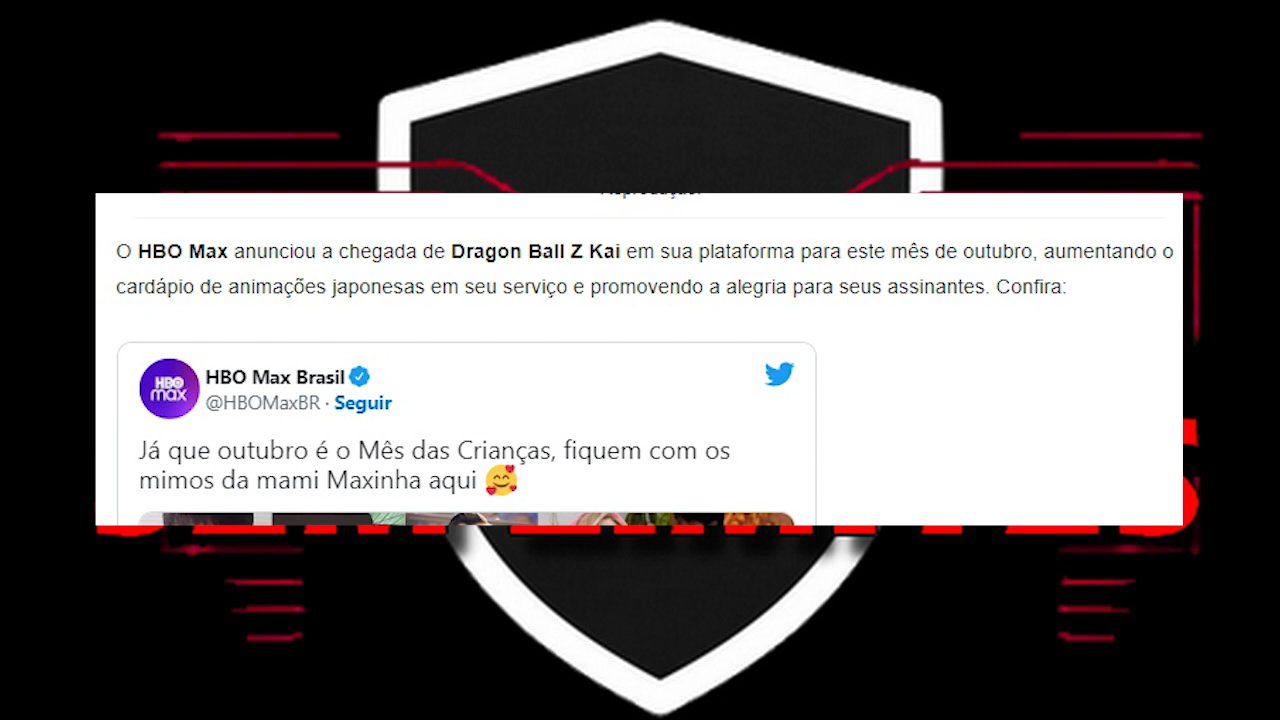 O HBO Max anunciou a chegada de Dragon Ball Z Kai em sua plataforma para este mês de outubro, aumentando o
cardápio de animações japonesas em seu serviço e promovendo a alegria para seus assinantes. Confira:
HBO
max
HBO Max Brasil
@HBOMaxBR · Seguir
Já que outubro é o Mês das Crianças, fiquem com os
mimos da mami Maxinha aqui 🥰